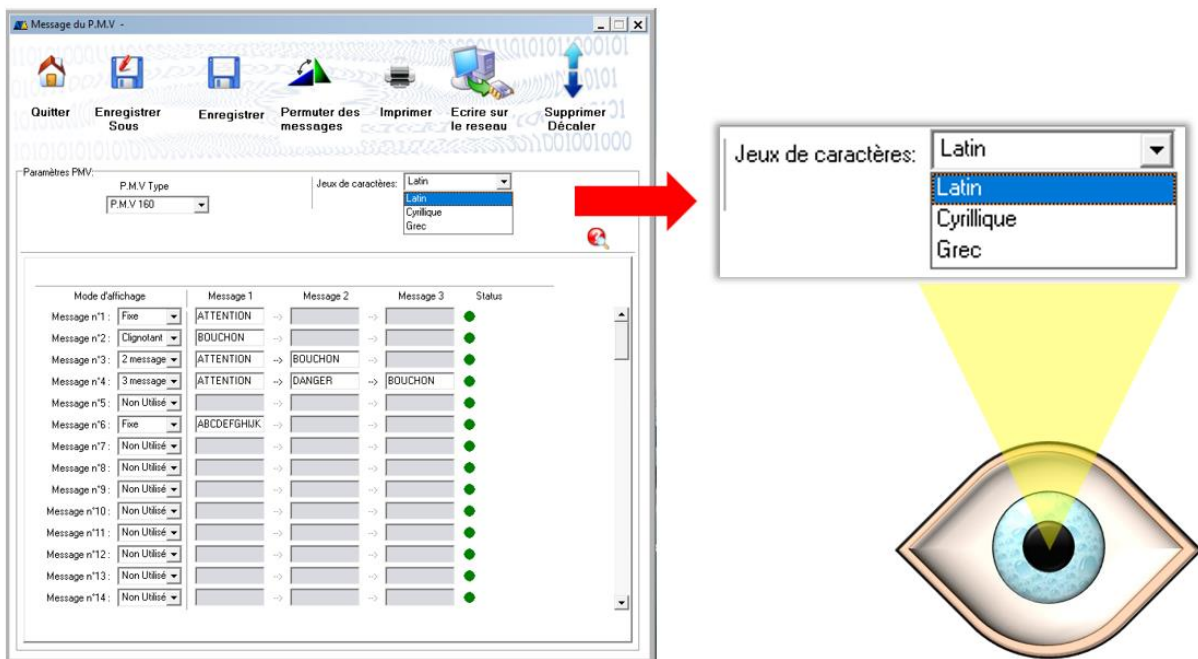 Message du P.M.V -
Quitter
Enregistrer Sous
Enregistrer
Permuter des messages
Imprimer
Ecrire sur le reseau
Supprimer Décaler
Paramètres PMV:
P.M.V Type
P.M.V 160
Jeux de caractères: Latin
Latin
Cyrillique
Grec
Mode d'affichage Message 1 Message 2 Message 3 Status
Message n°1 : Fixe ATTENTION -> ->
Message n°2 : Clignotant BOUCHON -> ->
Message n°3 : 2 message ATTENTION --> BOUCHON ->
Message n°4 : 3 message ATTENTION --> DANGER --> BOUCHON
Message n°5 : Non Utilisé -> ->
Message n°6 : Fixe ABCDEFGHIJK -> ->
Message n°7 : Non Utilisé -> ->
Message n°8 : Non Utilisé -> ->
Message n°9 : Non Utilisé -> ->
Message n°10 : Non Utilisé -> ->
Message n°11 : Non Utilisé -> ->
Message n°12 : Non Utilisé -> ->
Message n°13 : Non Utilisé -> ->
Message n°14 : Non Utilisé -> ->
Jeux de caractères: Latin
Latin
Cyrillique
Grec